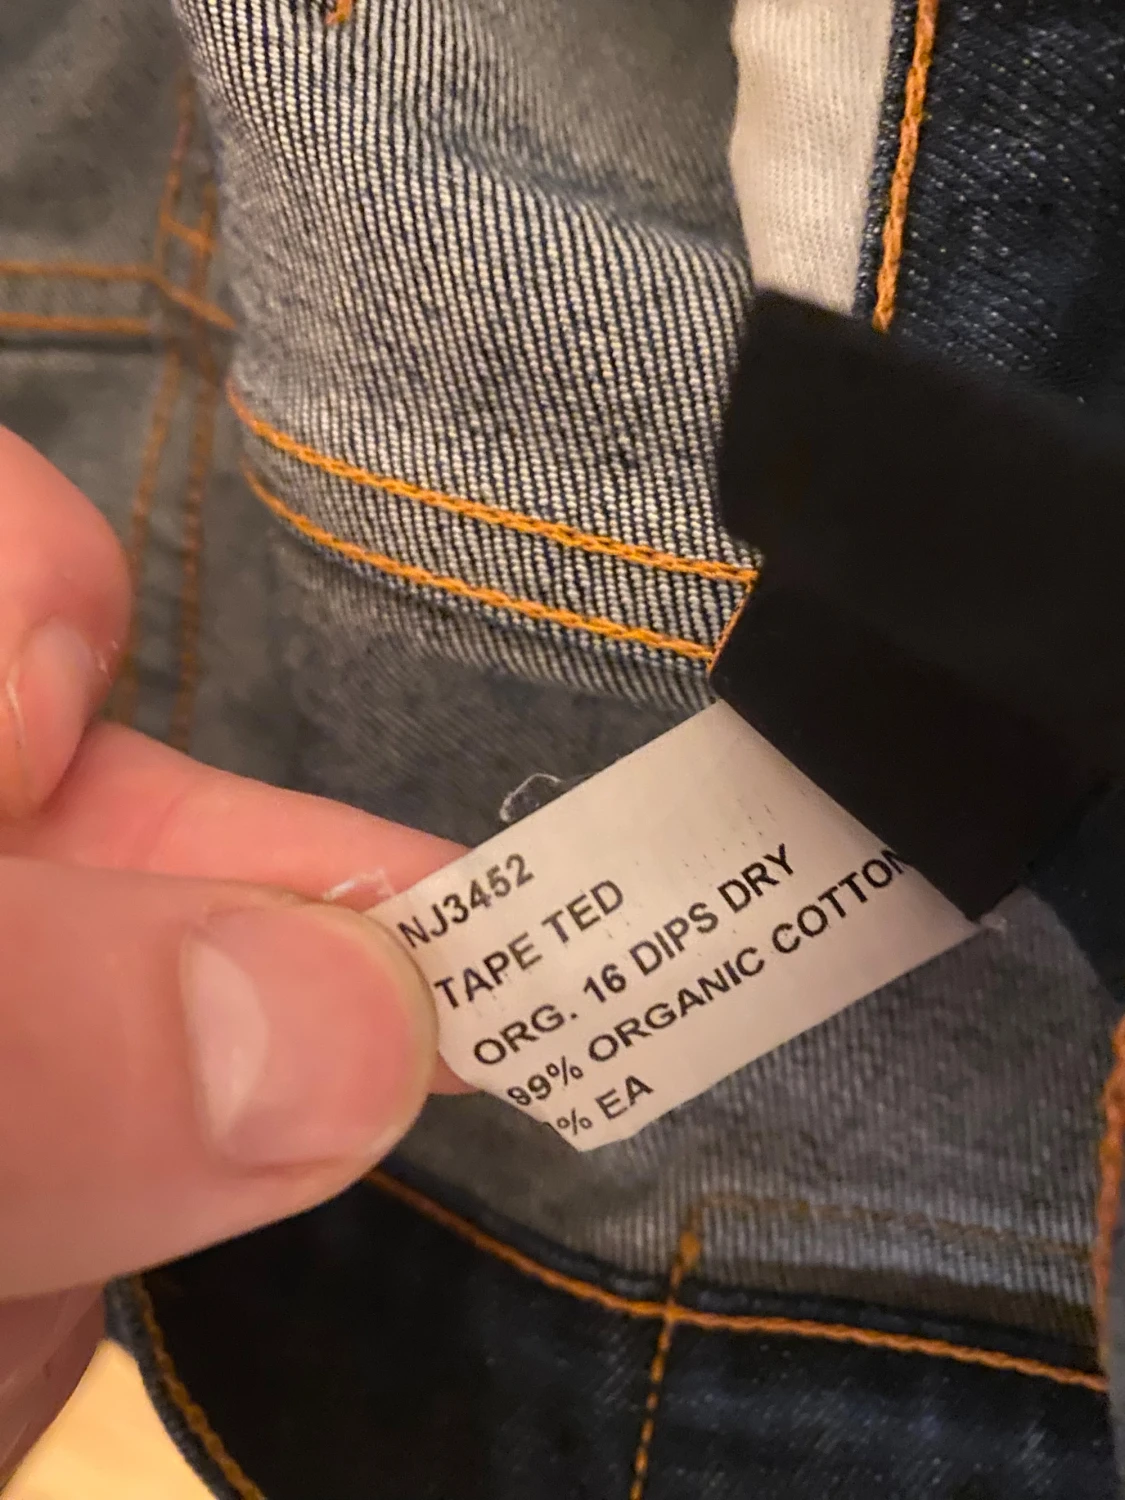 NJ3452
TAPE TED
ORG. 16 DIPS DRY
99% ORGANIC COTTON
% EA